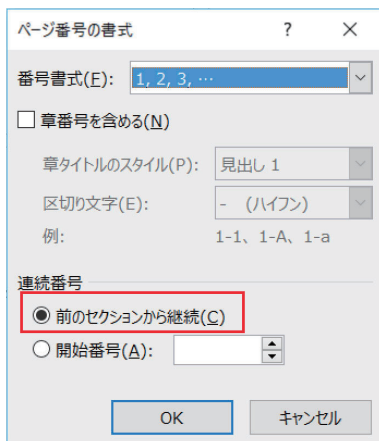 ページ番号の書式 ? ×
番号書式(F): 1, 2, 3, …
章番号を含める(N)
章タイトルのスタイル(P): 見出し 1
区切り文字(E): - (ハイフン)
例: 1-1、1-A、1-a
連続番号
前のセクションから継続(C)
開始番号(A):
OK キャンセル